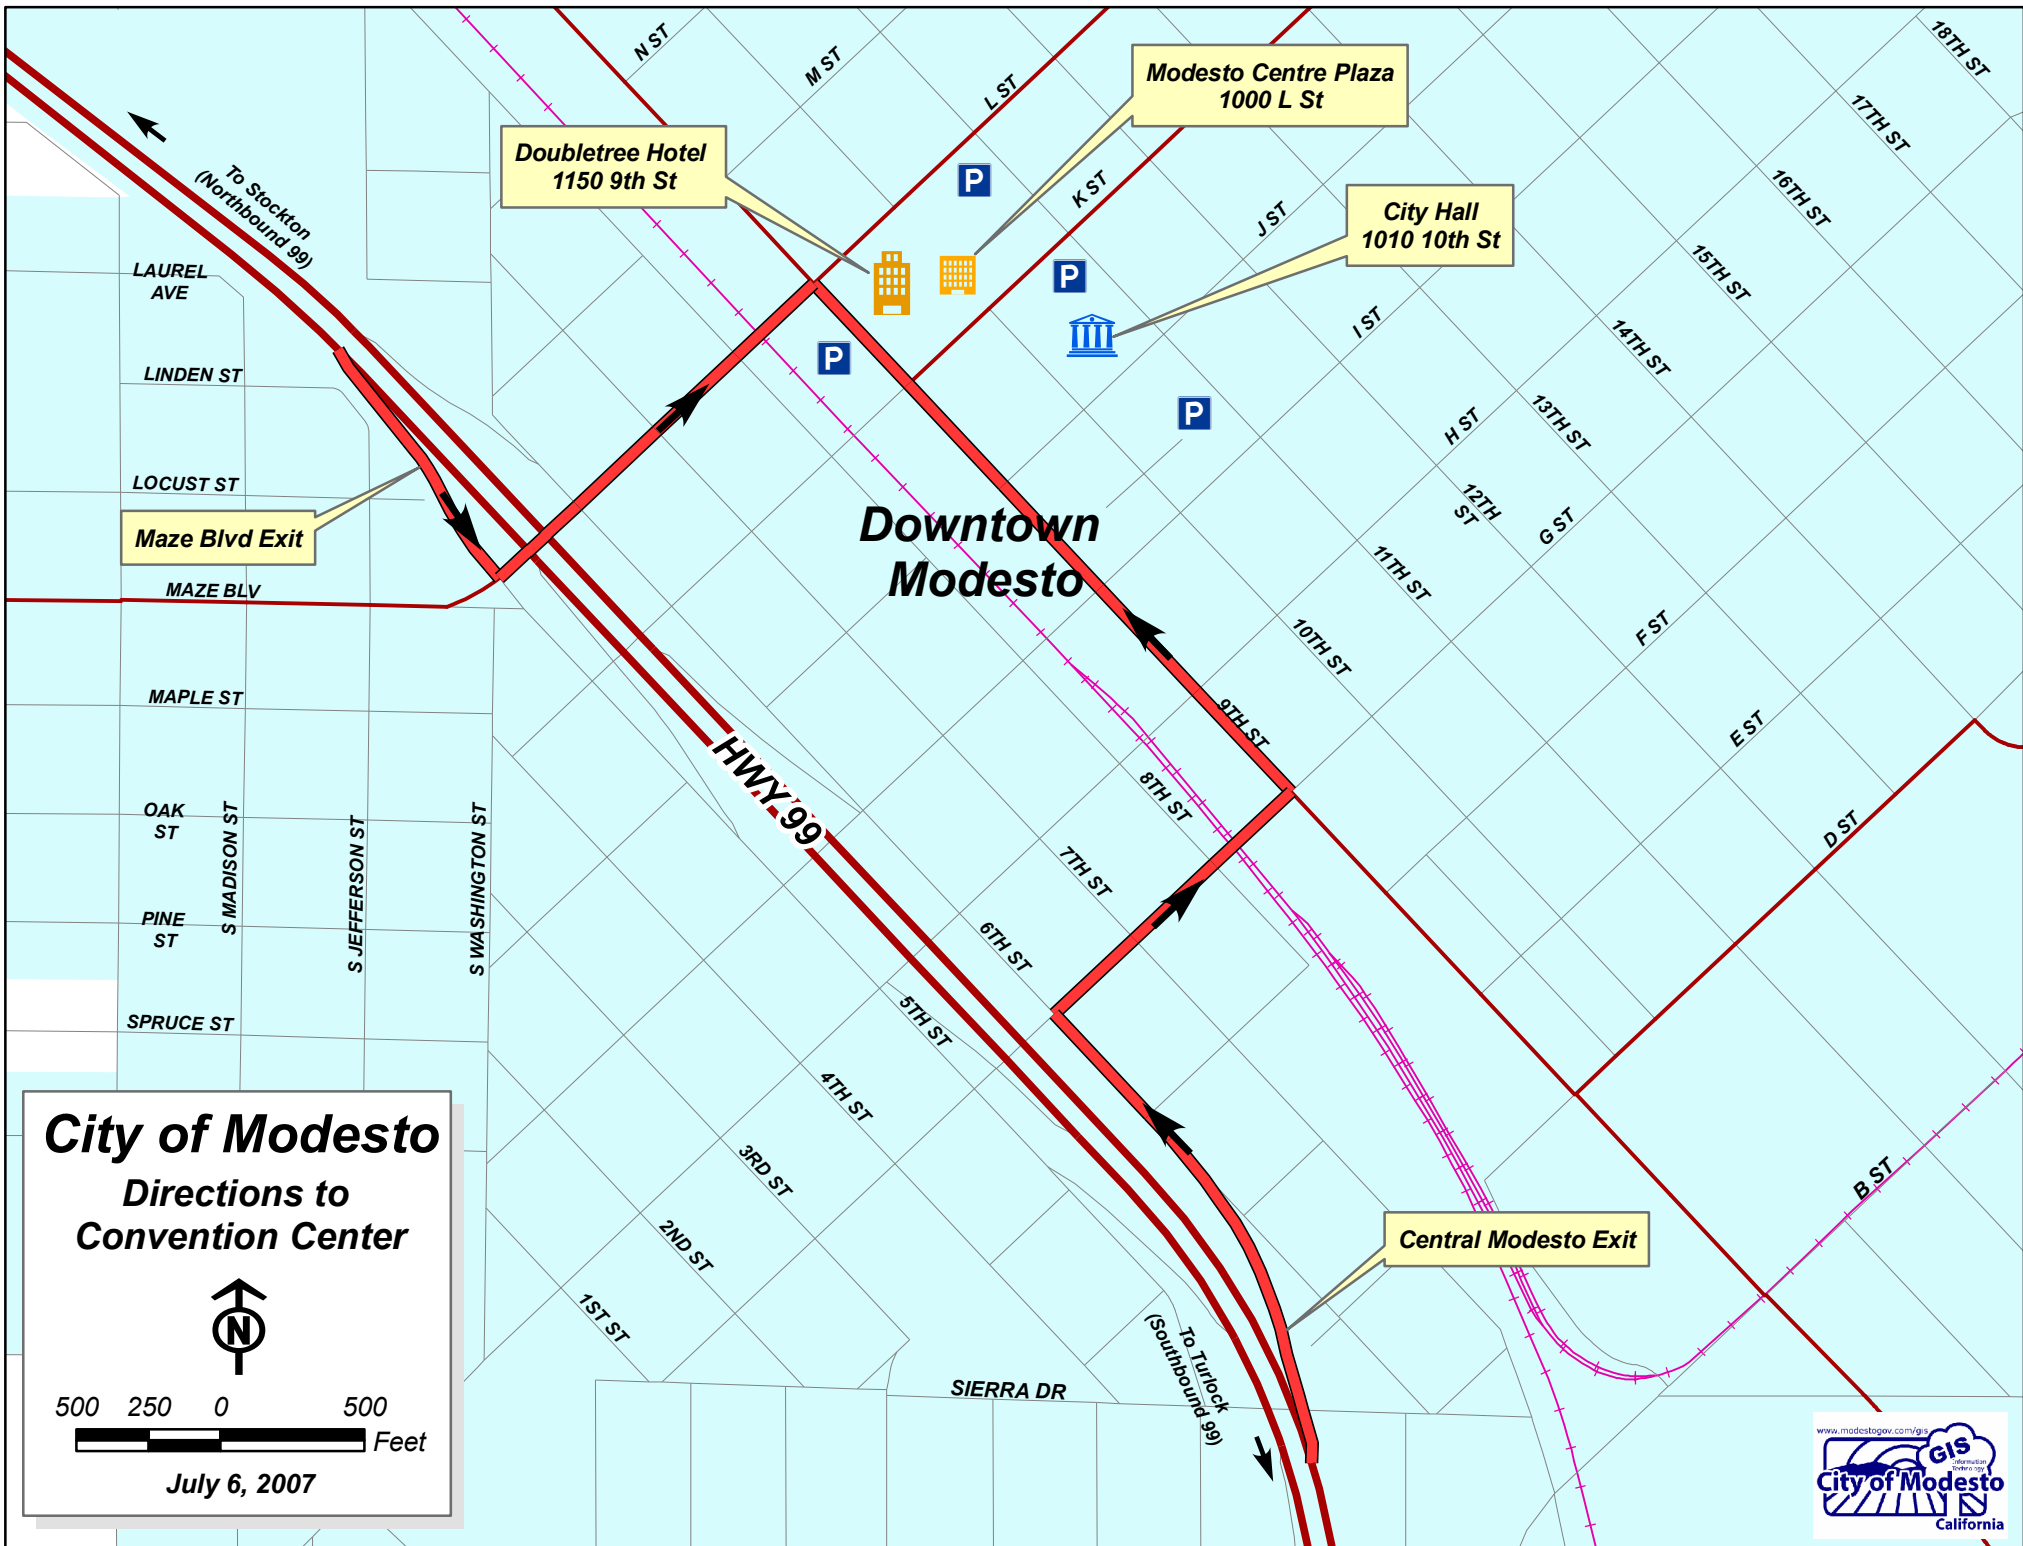 N ST
M ST
L ST
K ST
J ST
I ST
H ST
G ST
F ST
E ST
D ST
B ST
18TH ST
17TH ST
16TH ST
15TH ST
14TH ST
13TH ST
12TH
ST
11TH ST
10TH ST
9TH ST
8TH ST
7TH ST
6TH ST
5TH ST
4TH ST
3RD ST
2ND ST
1ST ST
Modesto Centre Plaza
1000 L St
Doubletree Hotel
1150 9th St
City Hall
1010 10th St
P
P
P
P
To Stockton
(Northbound 99)
LAUREL
AVE
LINDEN ST
LOCUST ST
Maze Blvd Exit
MAZE BLV
MAPLE ST
OAK
ST
PINE
ST
SPRUCE ST
S MADISON ST
S JEFFERSON ST
S WASHINGTON ST
Downtown
Modesto
HWY 99
Central Modesto Exit
To Turlock
(Southbound 99)
SIERRA DR
City of Modesto
Directions to
Convention Center
N
500 250 0 500
Feet
July 6, 2007
www.modestogov.com/gis
GIS
Information
Technology
City of Modesto
California